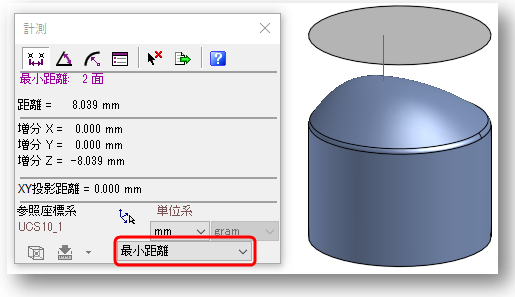 計測
最小距離: 2 面
距離 = 8.039 mm
増分 X = 0.000 mm
増分 Y = 0.000 mm
増分 Z = -8.039 mm
XY投影距離 = 0.000 mm
参照座標系 単位系
UCS10_1 mm gram
最小距離